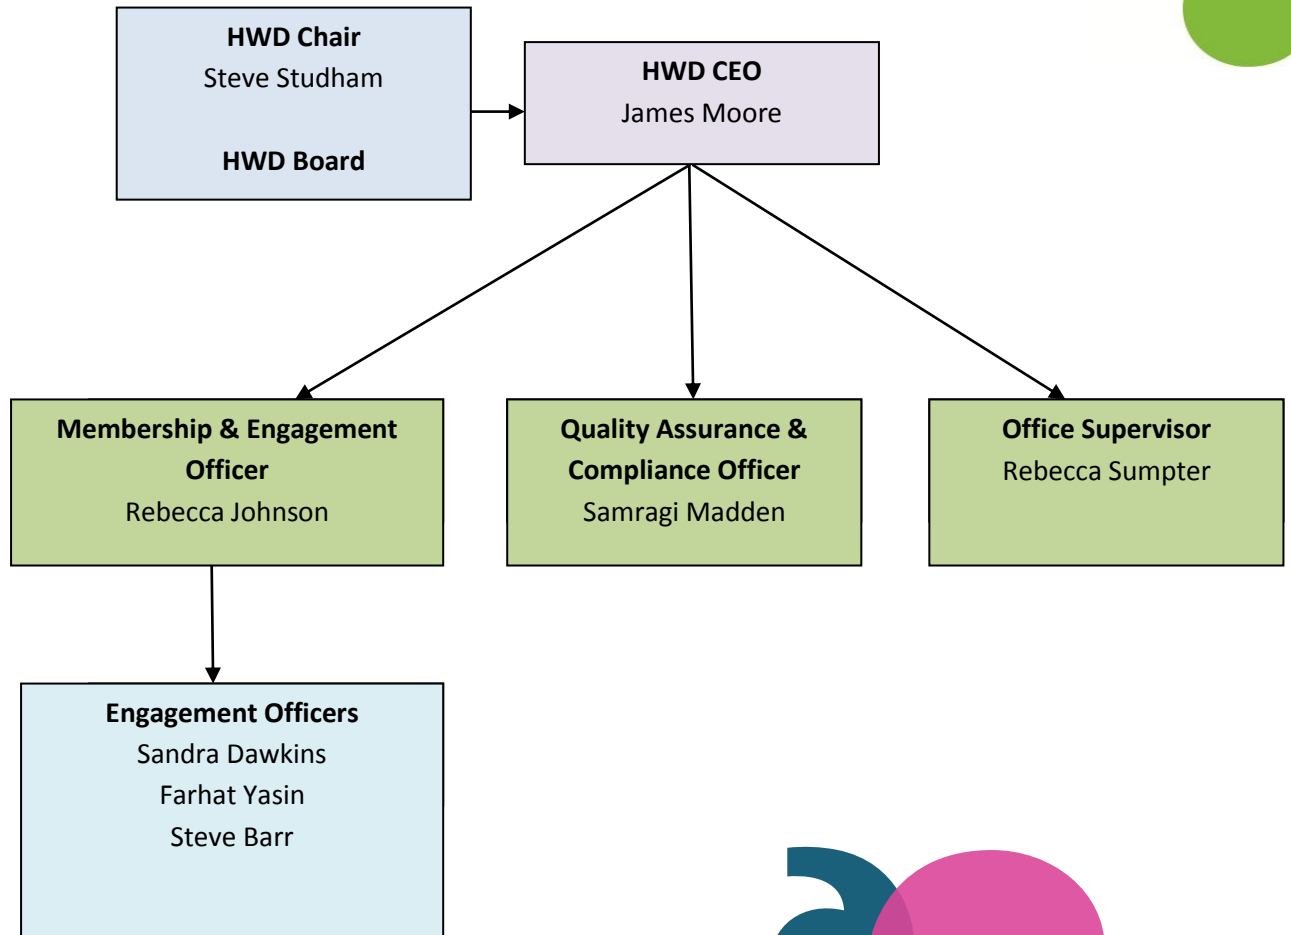 HWD Chair
Steve Studham
HWD Board
HWD CEO
James Moore
Membership & Engagement
Officer
Rebecca Johnson
Quality Assurance &
Compliance Officer
Samragi Madden
Office Supervisor
Rebecca Sumpter
Engagement Officers
Sandra Dawkins
Farhat Yasin
Steve Barr